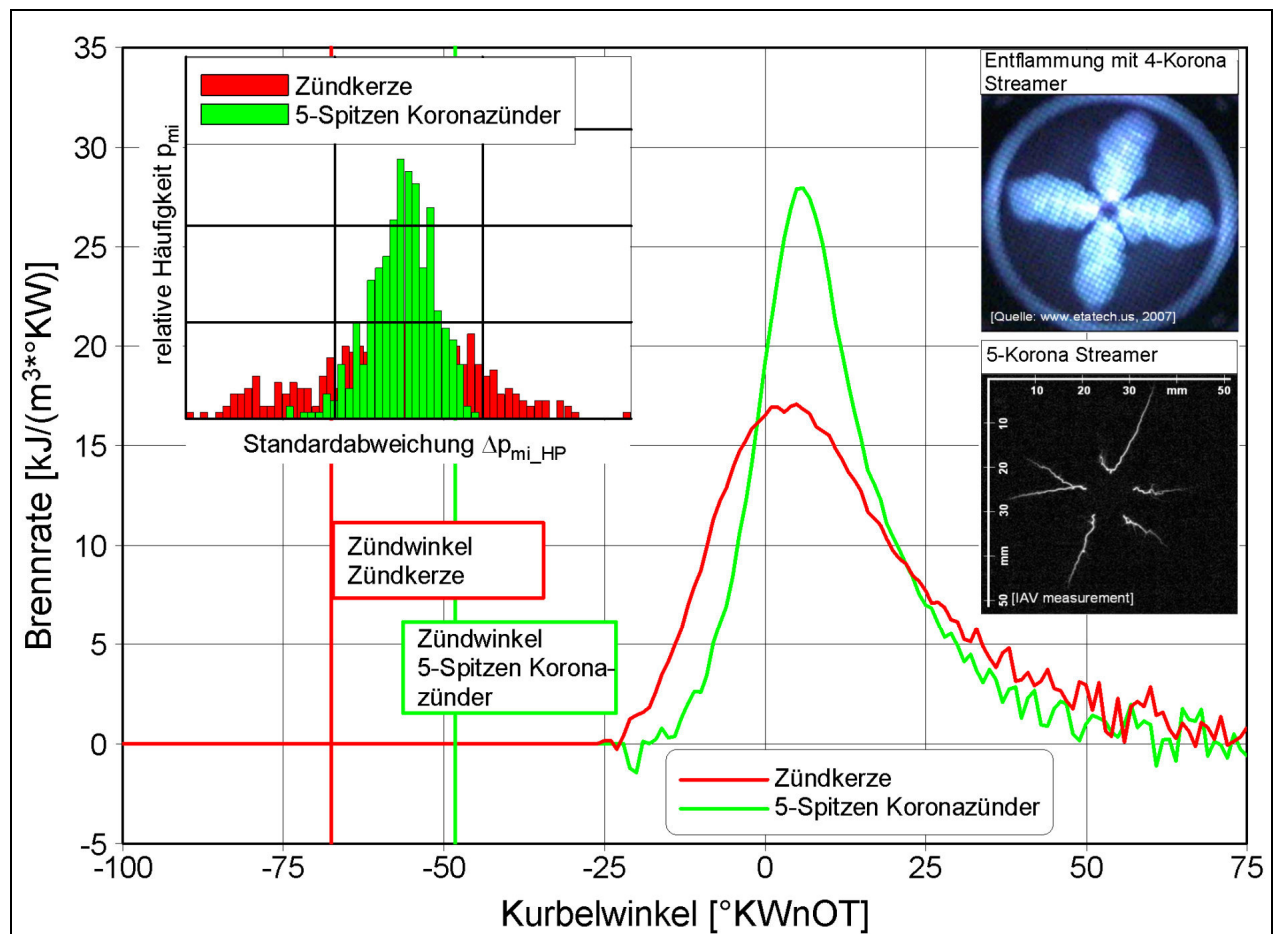 35
30
25
20
15
10
5
0
-5
Brennrate [kJ/(m³*°KW)]
-100
-75
-50
-25
0
25
50
75
Kurbelwinkel [°KWnOT]
Zündkerze
5-Spitzen Koronazünder
relative Häufigkeit pmi
Standardabweichung Δpmi_HP
Zündwinkel
Zündkerze
Zündwinkel
5-Spitzen Korona-
zünder
Zündkerze
5-Spitzen Koronazünder
Entflammung mit 4-Korona
Streamer
[Quelle: www.etatech.us, 2007]
5-Korona Streamer
10 20 30 mm 50
10
20
30
mm
50
[IAV measurement]